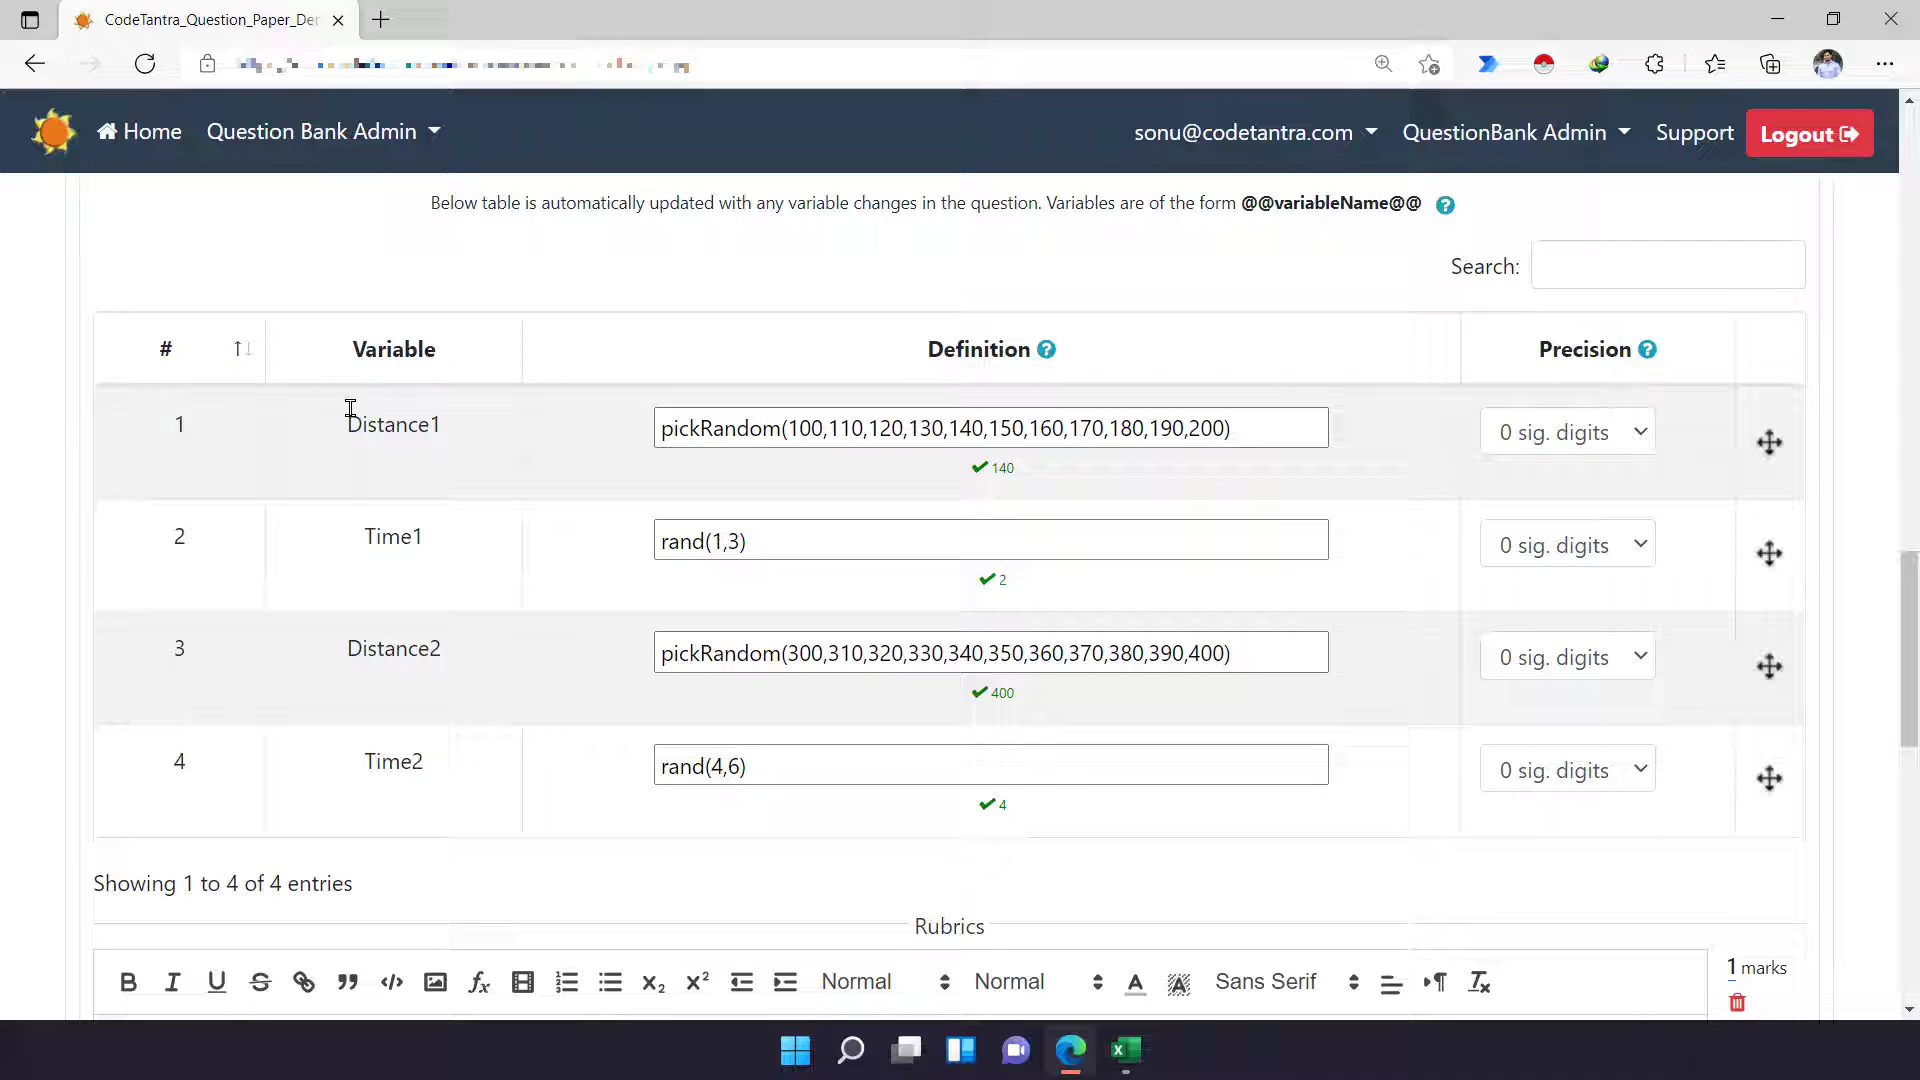 CodeTantra_Question_Paper_Der
Home
Question Bank Admin
sonu@codetantra.com
QuestionBank Admin
Support
Logout
Below table is automatically updated with any variable changes in the question. Variables are of the form @@variableName@@
Search:
# Variable Definition Precision
1 Distance1 pickRandom(100,110,120,130,140,150,160,170,180,190,200) 0 sig. digits
140
2 Time1 rand(1,3) 0 sig. digits
2
3 Distance2 pickRandom(300,310,320,330,340,350,360,370,380,390,400) 0 sig. digits
400
4 Time2 rand(4,6) 0 sig. digits
4
Showing 1 to 4 of 4 entries
Rubrics
Normal Normal Sans Serif
1 marks